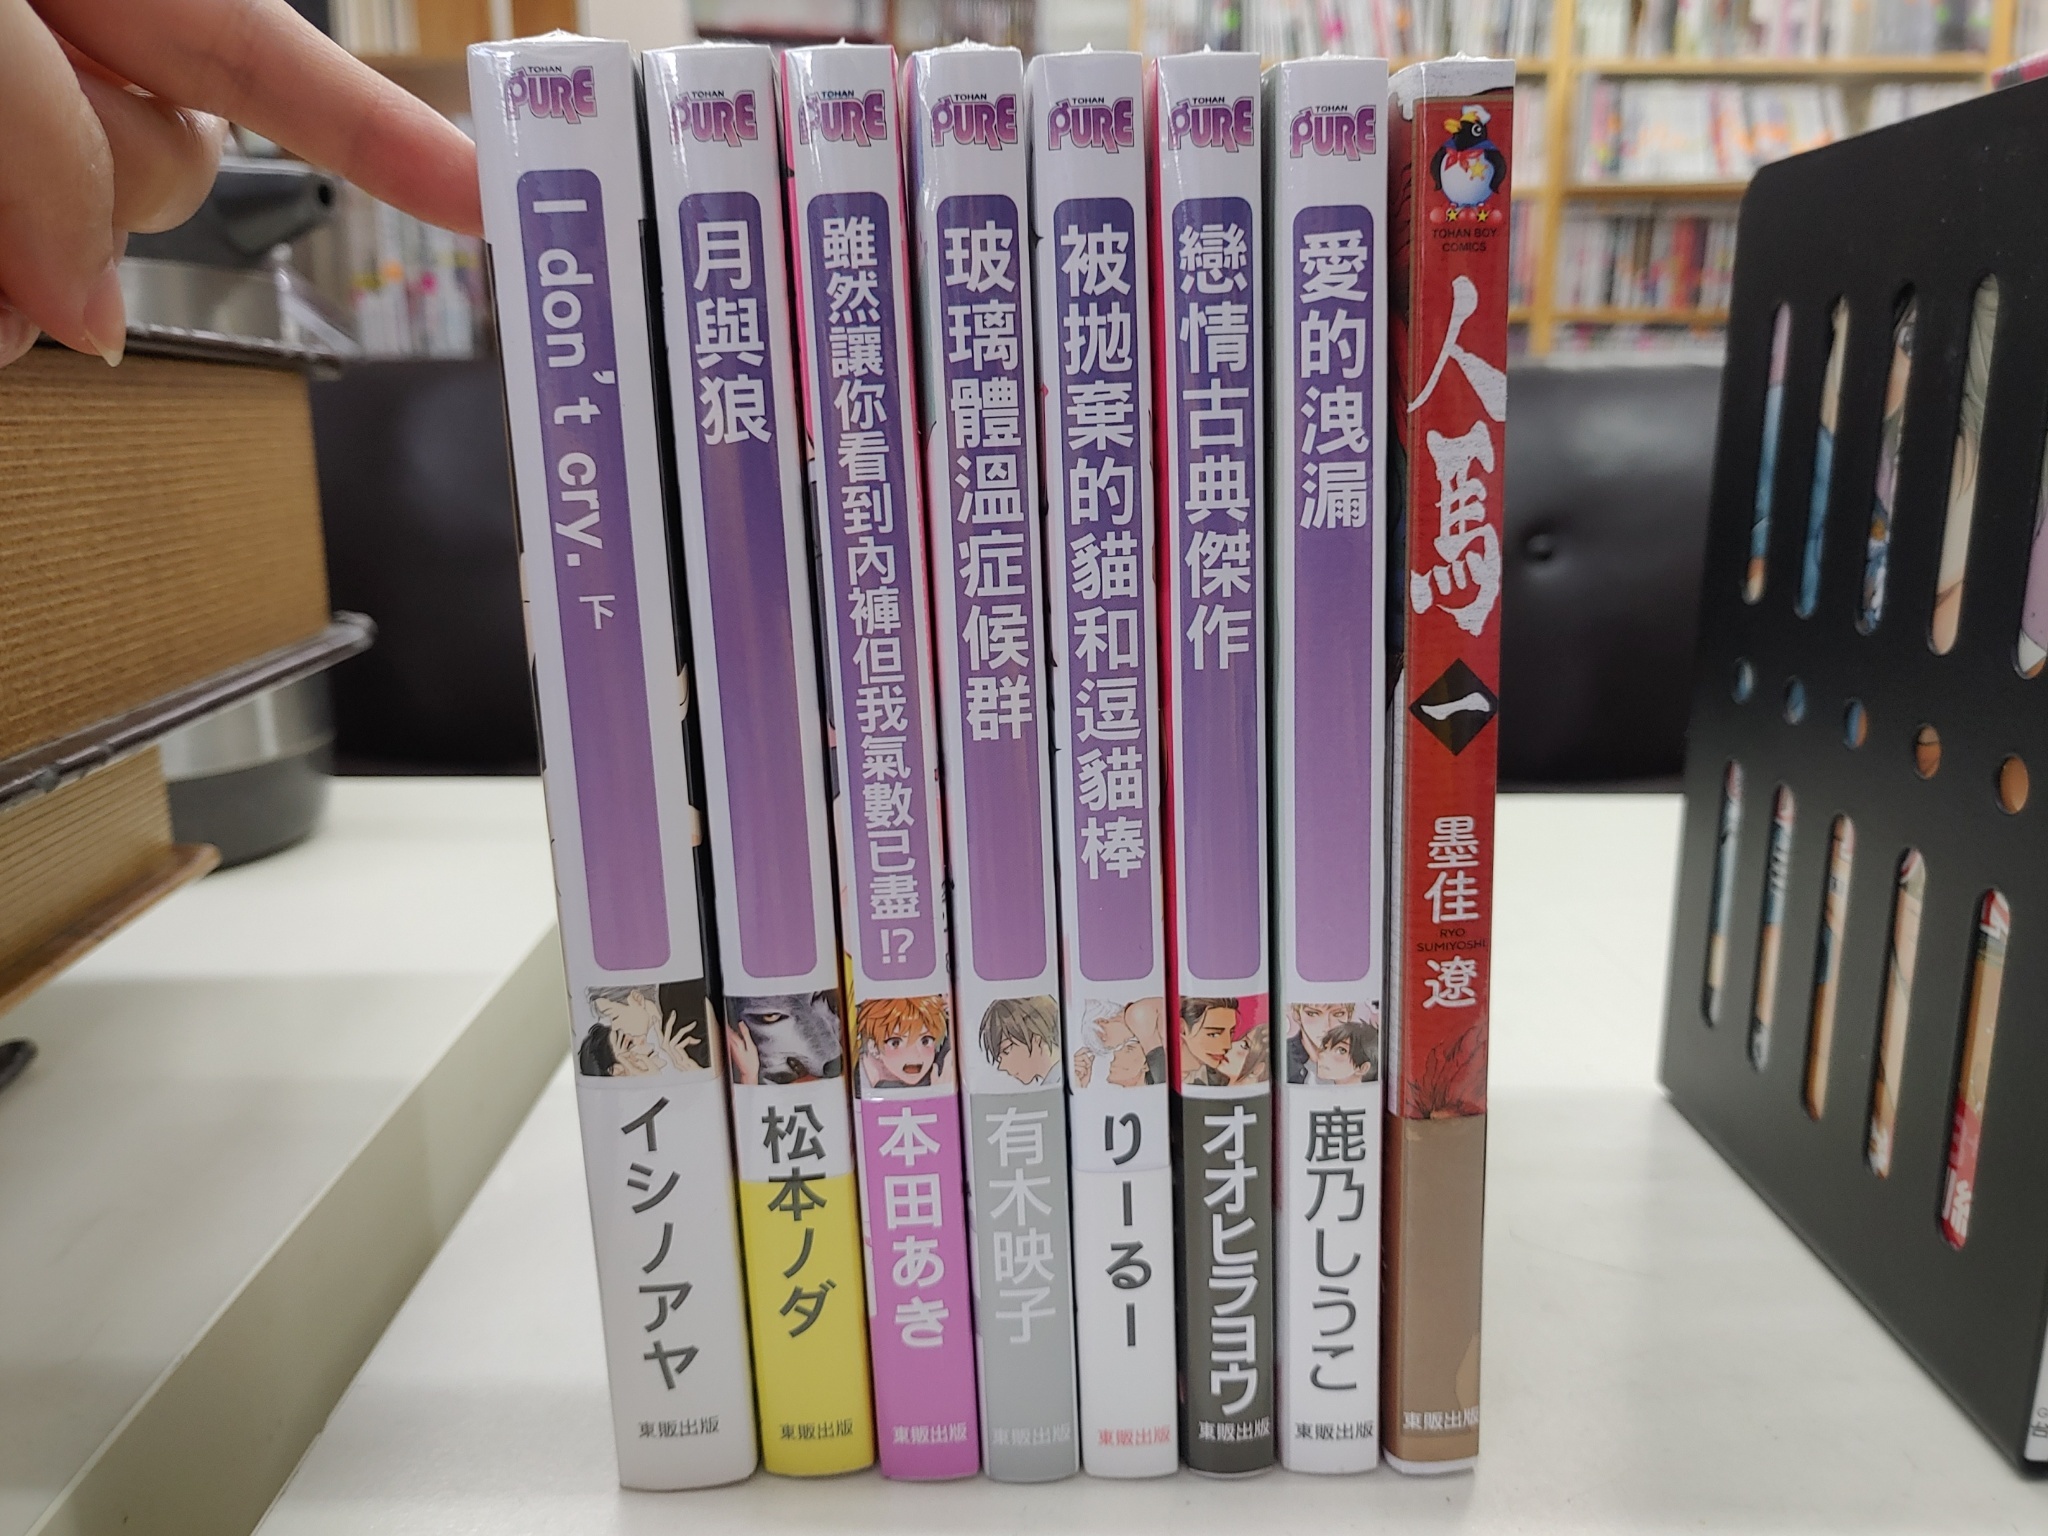 TOHAN
PURE
I don't cry. 下
イシノアヤ
東販出版
TOHAN
PURE
月與狼
松本ノダ
東販出版
TOHAN
PURE
雖然讓你看到內褲但我氣數已盡!?
本田あき
東販出版
TOHAN
PURE
玻璃體溫症候群
有木映子
東販出版
TOHAN
PURE
被拋棄的貓和逗貓棒
りーるー
東販出版
TOHAN
PURE
戀情古典傑作
オオヒラヨウ
東販出版
TOHAN
PURE
愛的洩漏
鹿乃しうこ
東販出版
TOHAN BOY
COMICS
人馬 一
墨佳
RYO
SUMIYOSHI
遼
東販出版